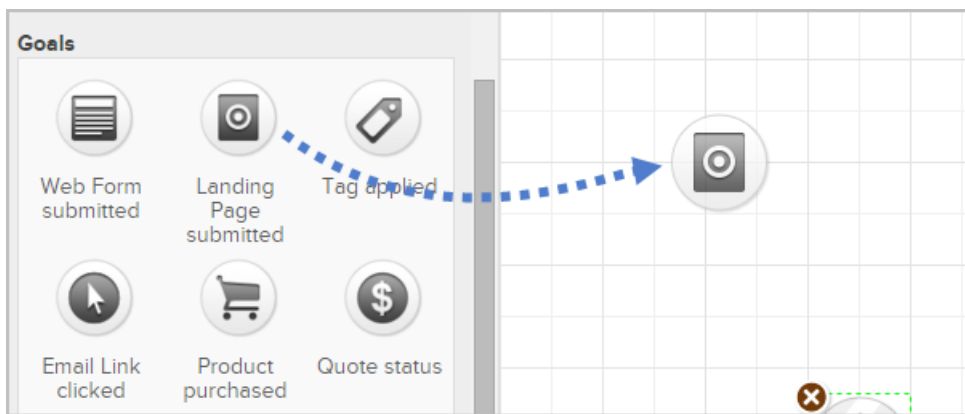 Goals
Web Form
submitted
Landing
Page
submitted
Tag applied
Email Link
clicked
Product
purchased
Quote status